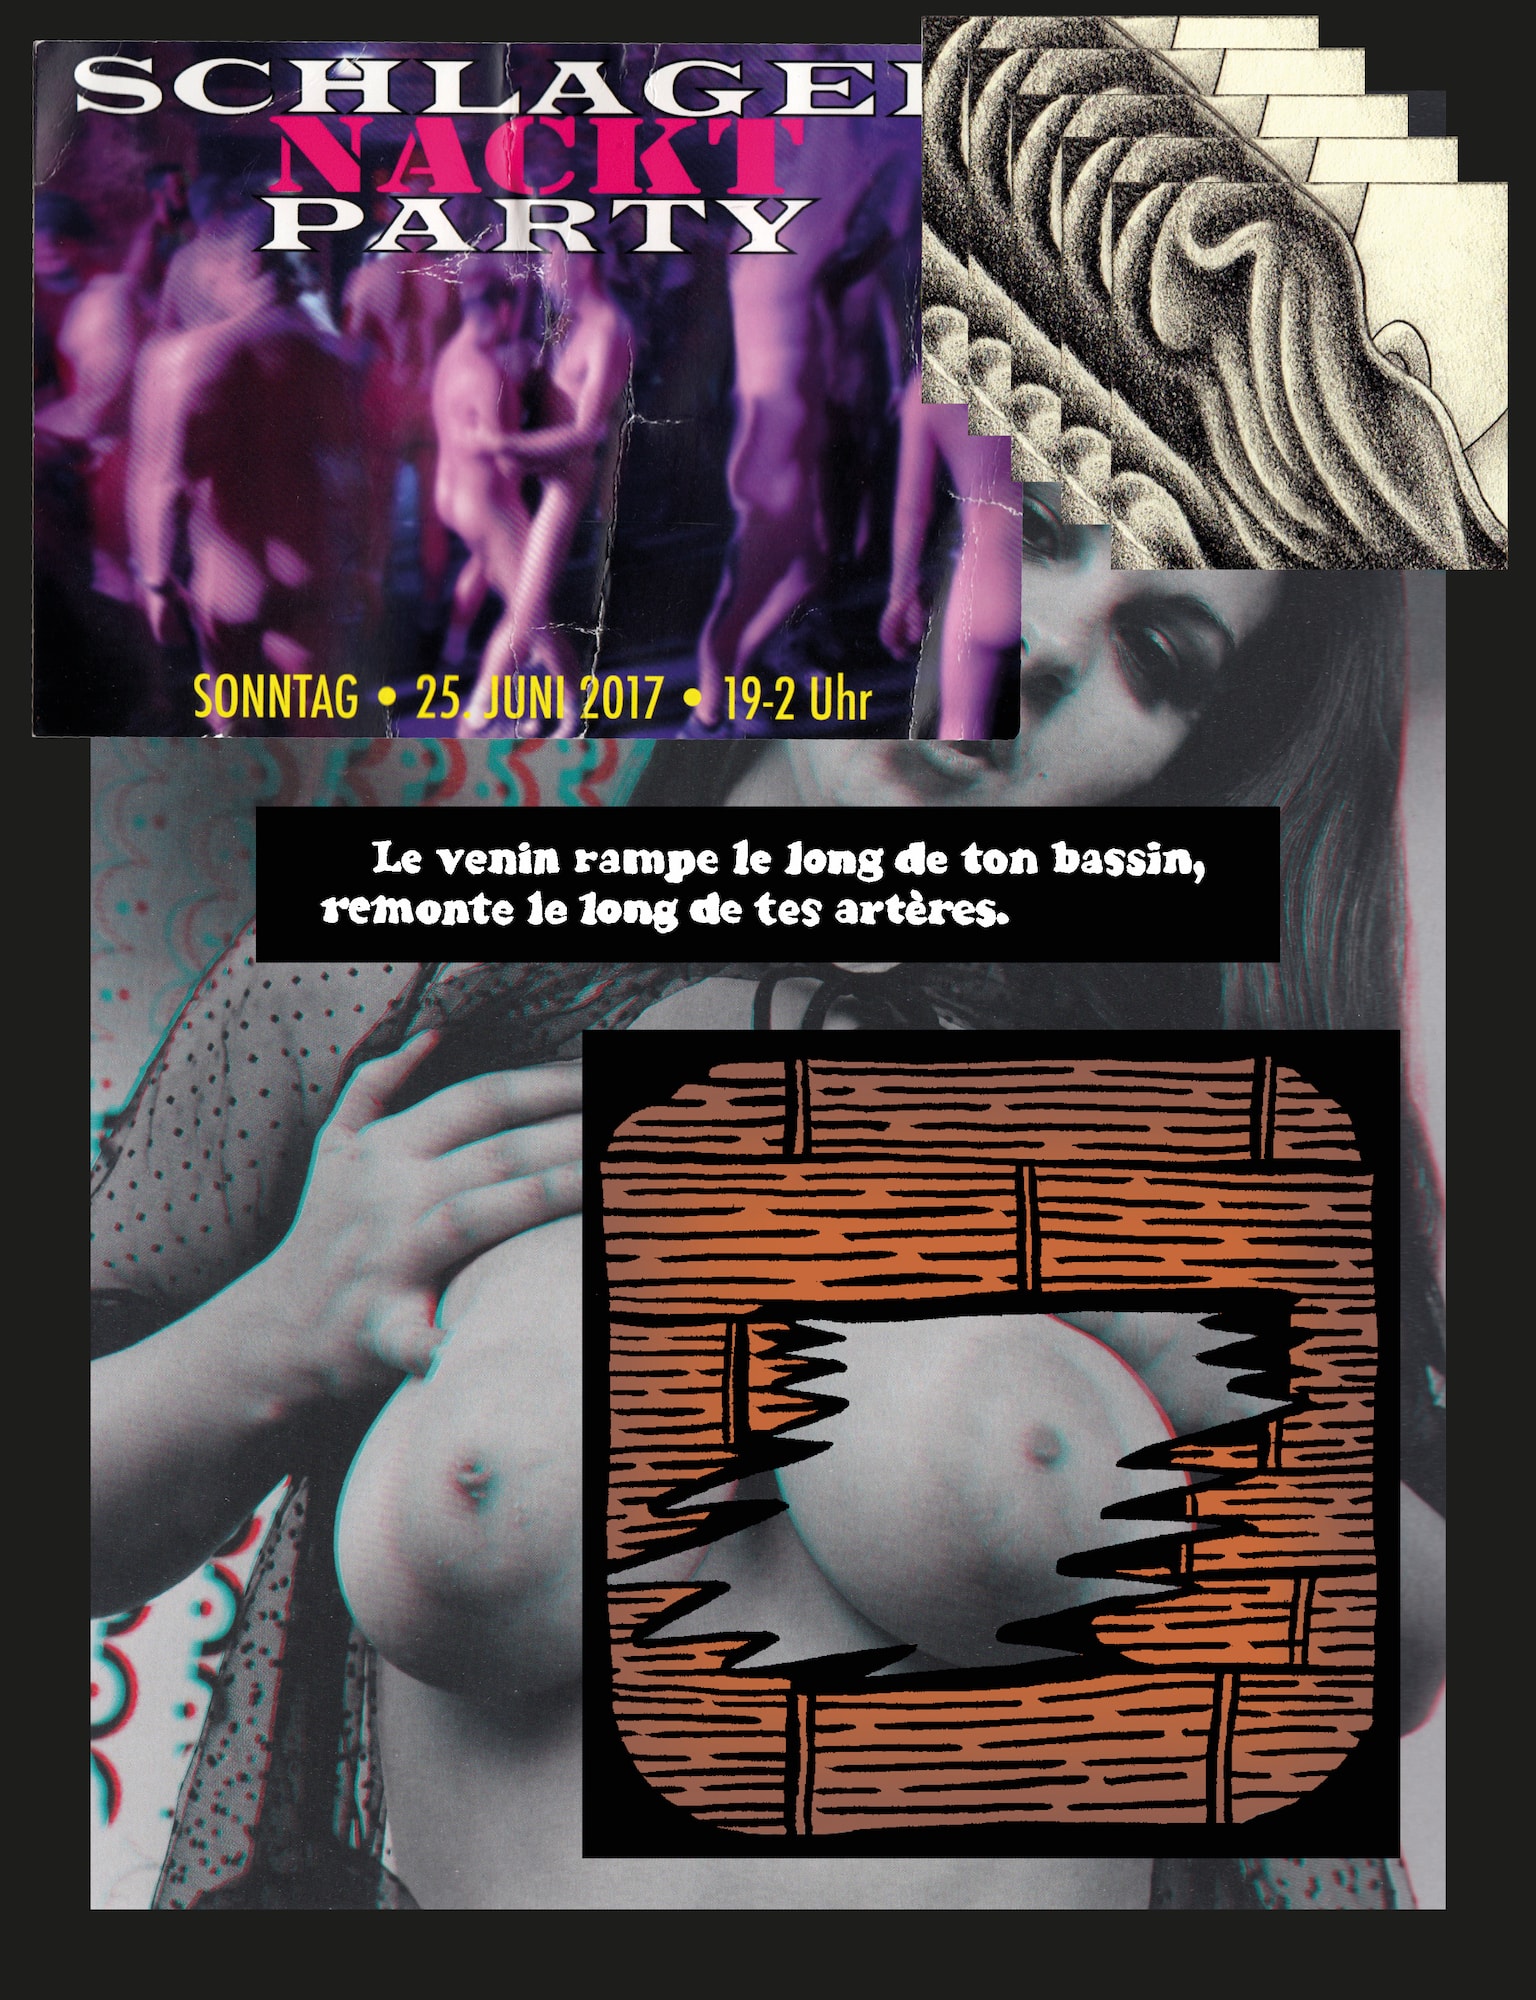 SCHLAGE
NACKT
PARTY
SONNTAG • 25. JUNI 2017 • 19-2 Uhr
Le venin rampe le long de ton bassin,
remonte le long de tes artères.